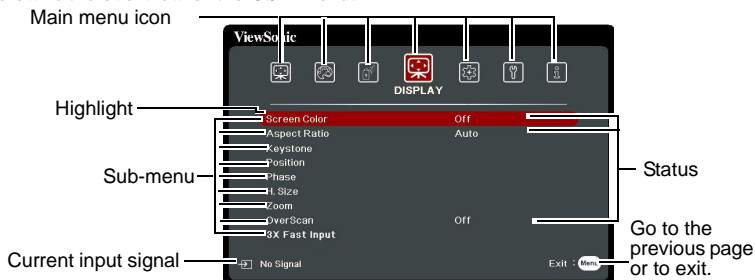 Main menu icon
ViewSonic
DISPLAY
Highlight
Screen Color Off
Aspect Ratio Auto
Keystone
Position
Sub-menu
Phase
Status
H. Size
Zoom
OverScan Off
3X Fast Input
Go to the
previous page
or to exit.
Current input signal
No Signal
Exit : Menu